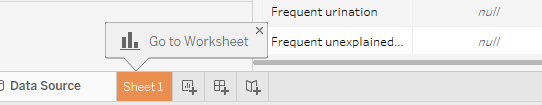 Frequent urination null
Go to Worksheet
Frequent unexplained... null
Data Source Sheet 1